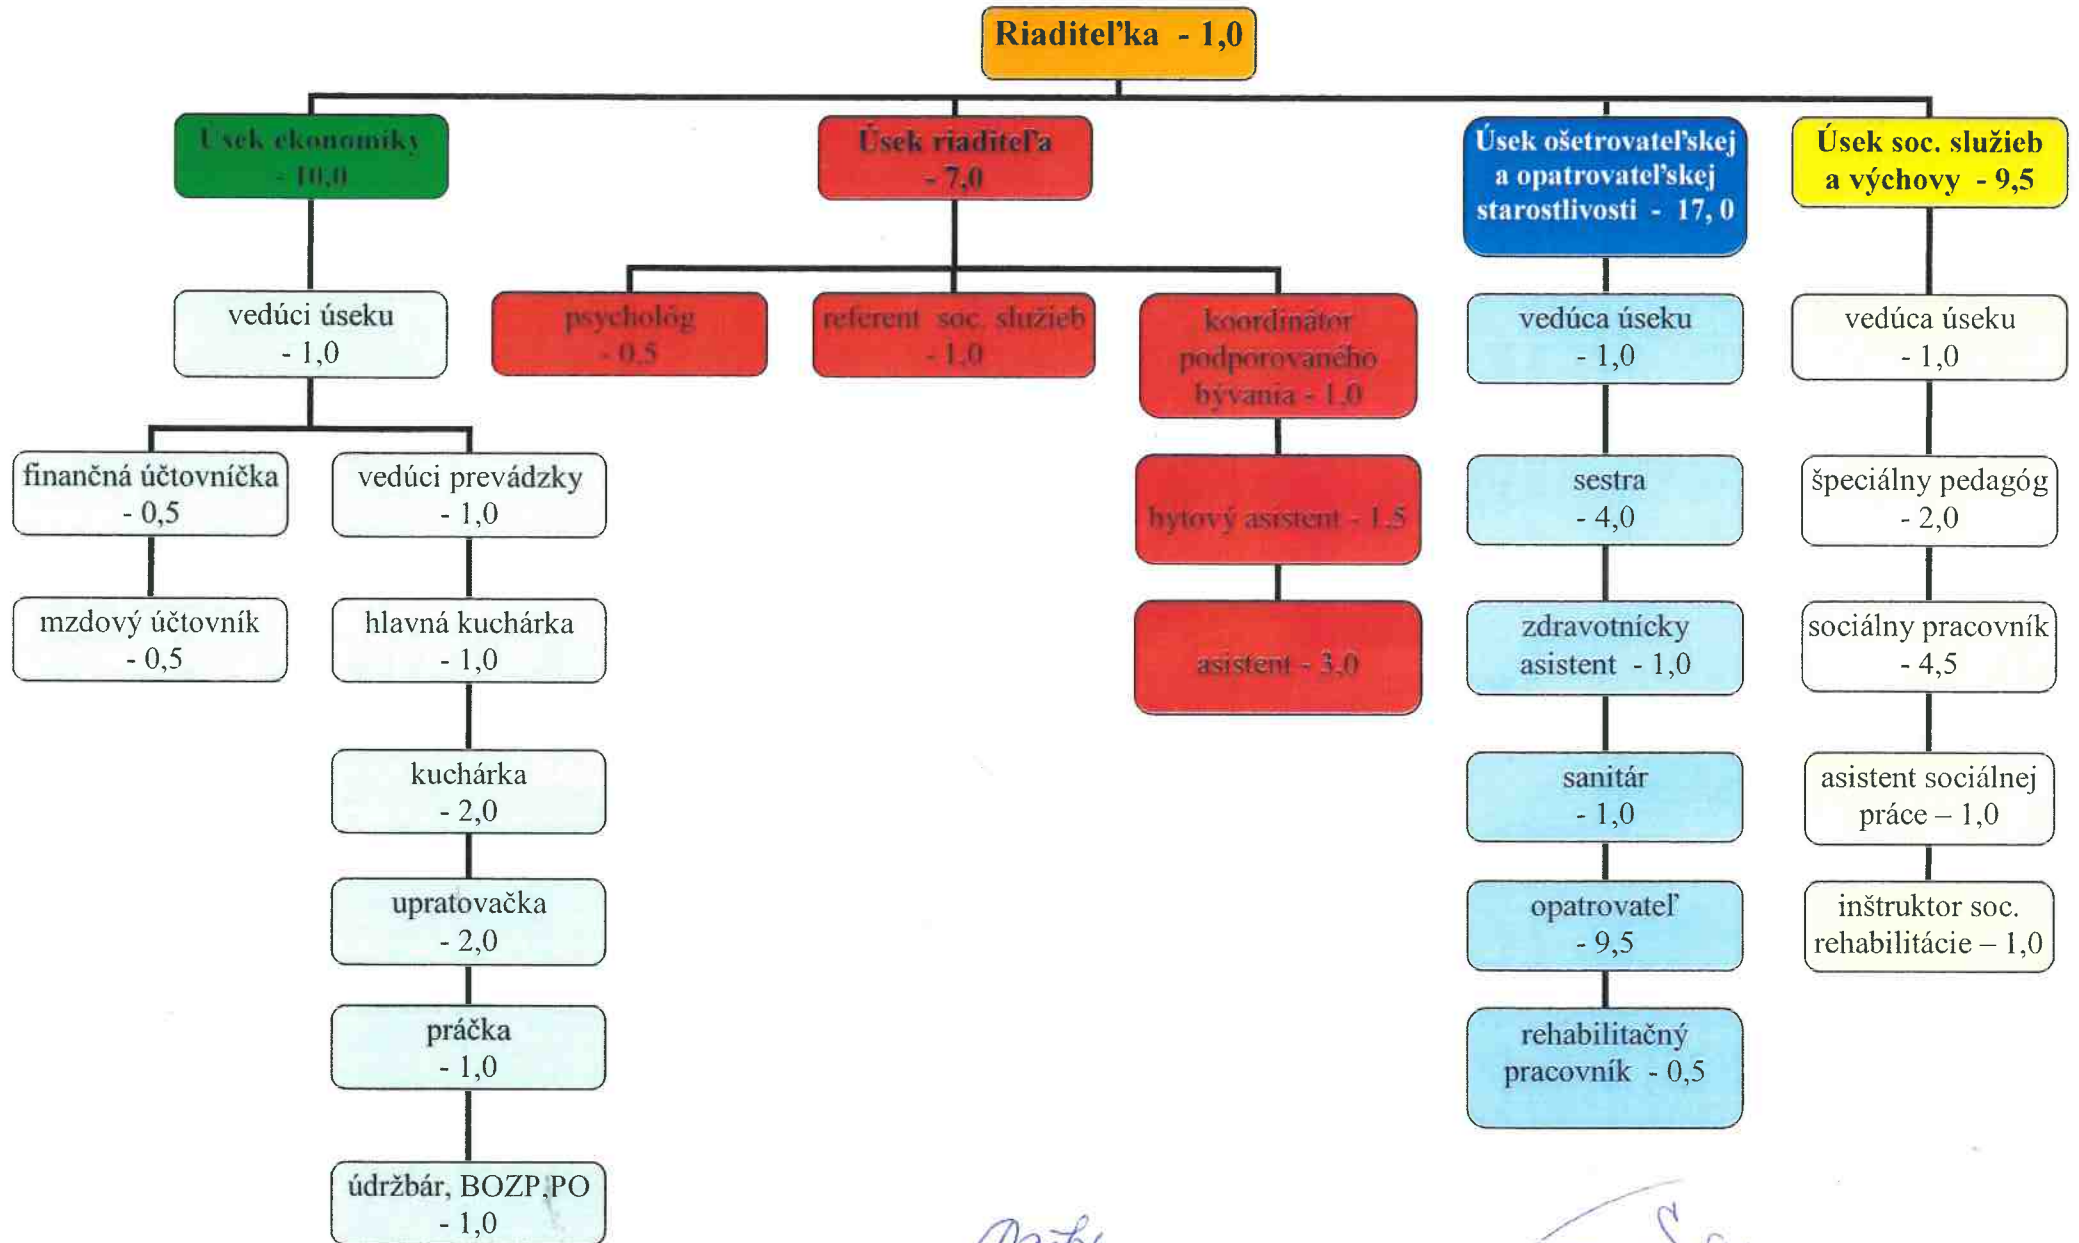 Riaditeľka - 1,0
Úsek ekonomiky
- 10,0
Úsek riaditeľa
- 7,0
Úsek ošetrovateľskej
a opatrovateľskej
starostlivosti - 17, 0
Úsek soc. služieb
a výchovy - 9,5
vedúci úseku
- 1,0
psychológ
- 0,5
referent soc. služieb
- 1,0
koordinátor
podporovaného
bývania - 1,0
vedúca úseku
- 1,0
vedúca úseku
- 1,0
finančná účtovníčka
- 0,5
vedúci prevádzky
- 1,0
bytový asistent - 1,5
sestra
- 4,0
špeciálny pedagóg
- 2,0
mzdový účtovník
- 0,5
hlavná kuchárka
- 1,0
asistent - 3,0
zdravotnícky
asistent - 1,0
sociálny pracovník
- 4,5
kuchárka
- 2,0
sanitár
- 1,0
asistent sociálnej
práce – 1,0
upratovačka
- 2,0
opatrovateľ
- 9,5
inštruktor soc.
rehabilitácie – 1,0
práčka
- 1,0
rehabilitačný
pracovník - 0,5
údržbár, BOZP,PO
- 1,0